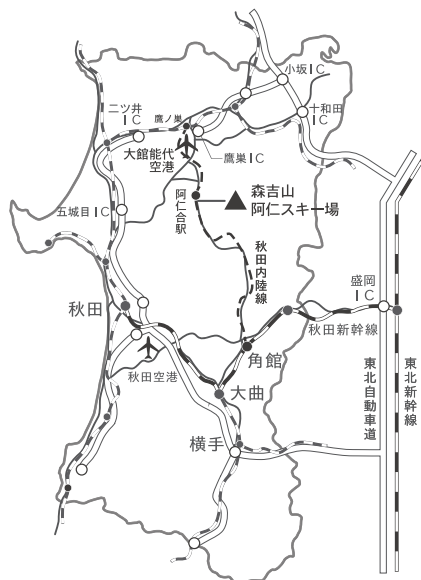 小坂IC
十和田
IC
二ツ井
IC
鷹ノ巣
大館能代
空港
鷹巣IC
森吉山
阿仁スキー場
阿仁合駅
五城目IC
秋田内陸線
盛岡
IC
秋田
秋田新幹線
角館
秋田空港
大曲
東北自動車道
東北新幹線
横手